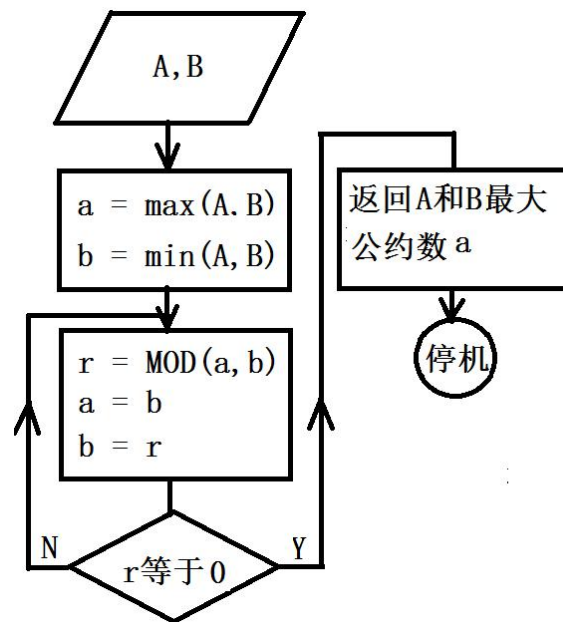 A,B
a = max(A.B)
b = min(A,B)
r = MOD(a,b)
a = b
b = r
N
r等于0
Y
返回A和B最大
公约数a
停机